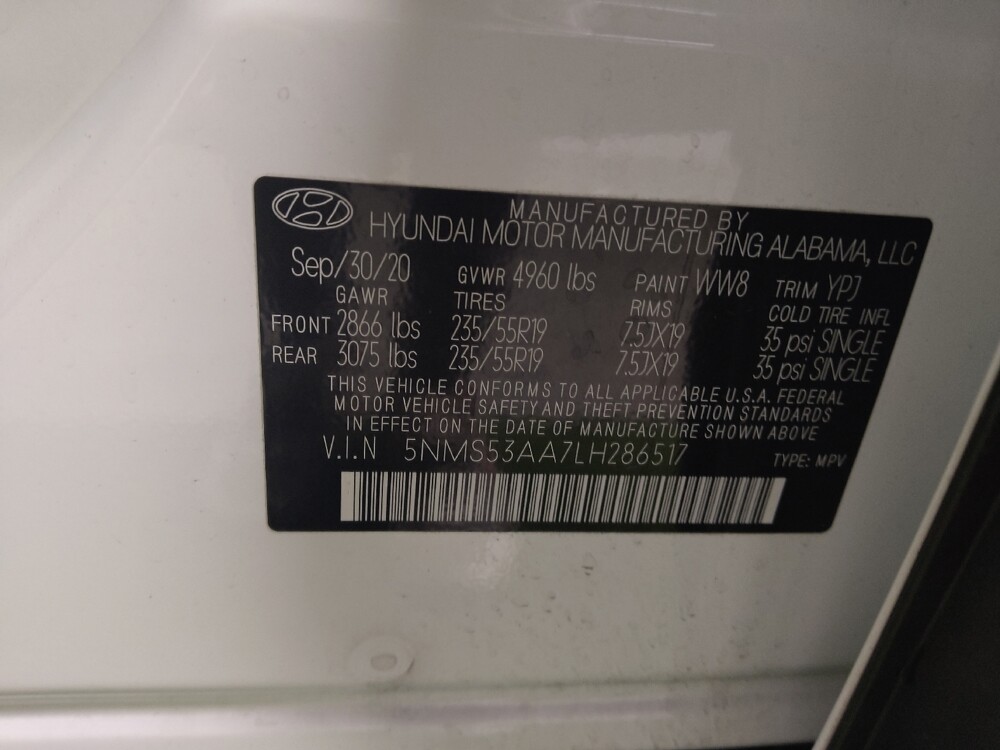 MANUFACTURED BY
HYUNDAI MOTOR MANUFACTURING ALABAMA, LLC
Sep/30/20 GVWR 4960 lbs PAINT WW8 TRIM YPJ
GAWR TIRES RIMS COLD TIRE INFL
FRONT 2866 lbs 235/55R19 7.5JX19 35 psi SINGLE
REAR 3075 lbs 235/55R19 7.5JX19 35 psi SINGLE
THIS VEHICLE CONFORMS TO ALL APPLICABLE U.S.A. FEDERAL
MOTOR VEHICLE SAFETY AND THEFT PREVENTION STANDARDS
IN EFFECT ON THE DATE OF MANUFACTURE SHOWN ABOVE
V.I.N 5NMS53AA7LH286517 TYPE: MPV